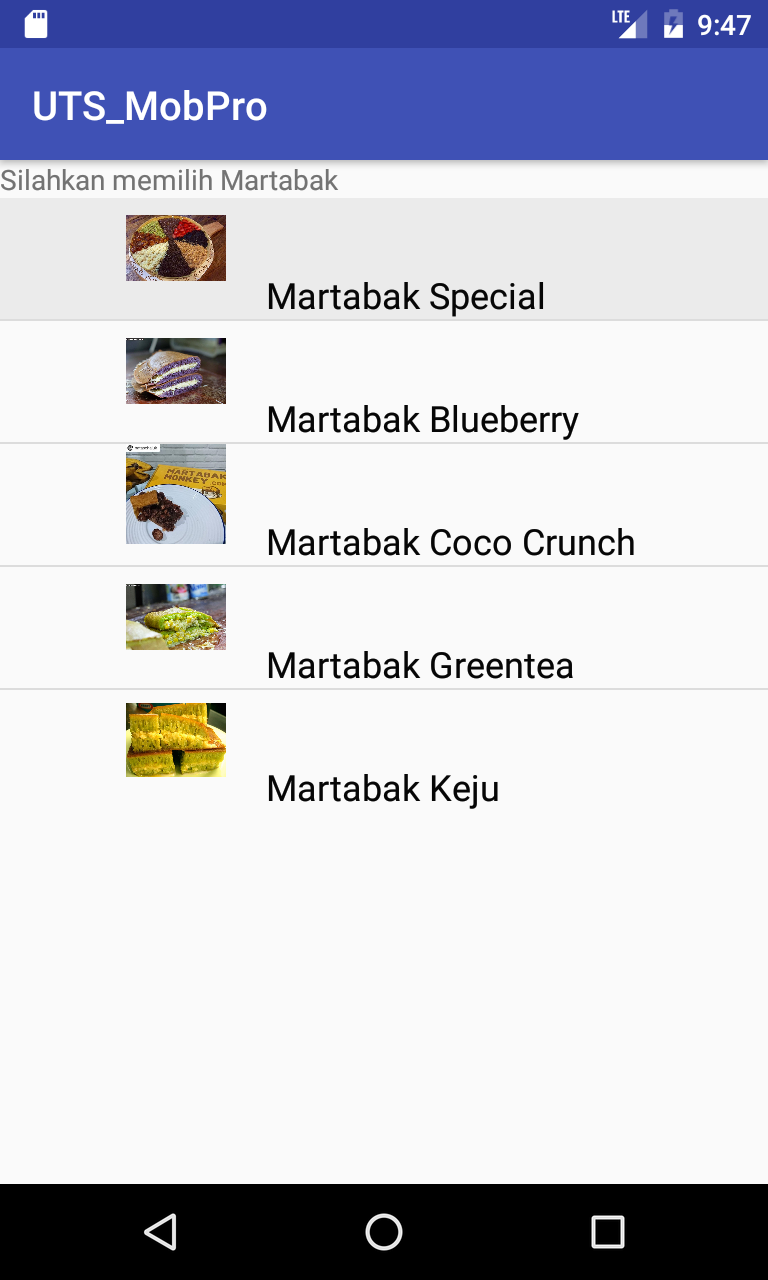 LTE 9:47
UTS_MobPro
Silahkan memilih Martabak
Martabak Special
Martabak Blueberry
MARTABAK
MONKEY
Martabak Coco Crunch
Martabak Greentea
Martabak Keju